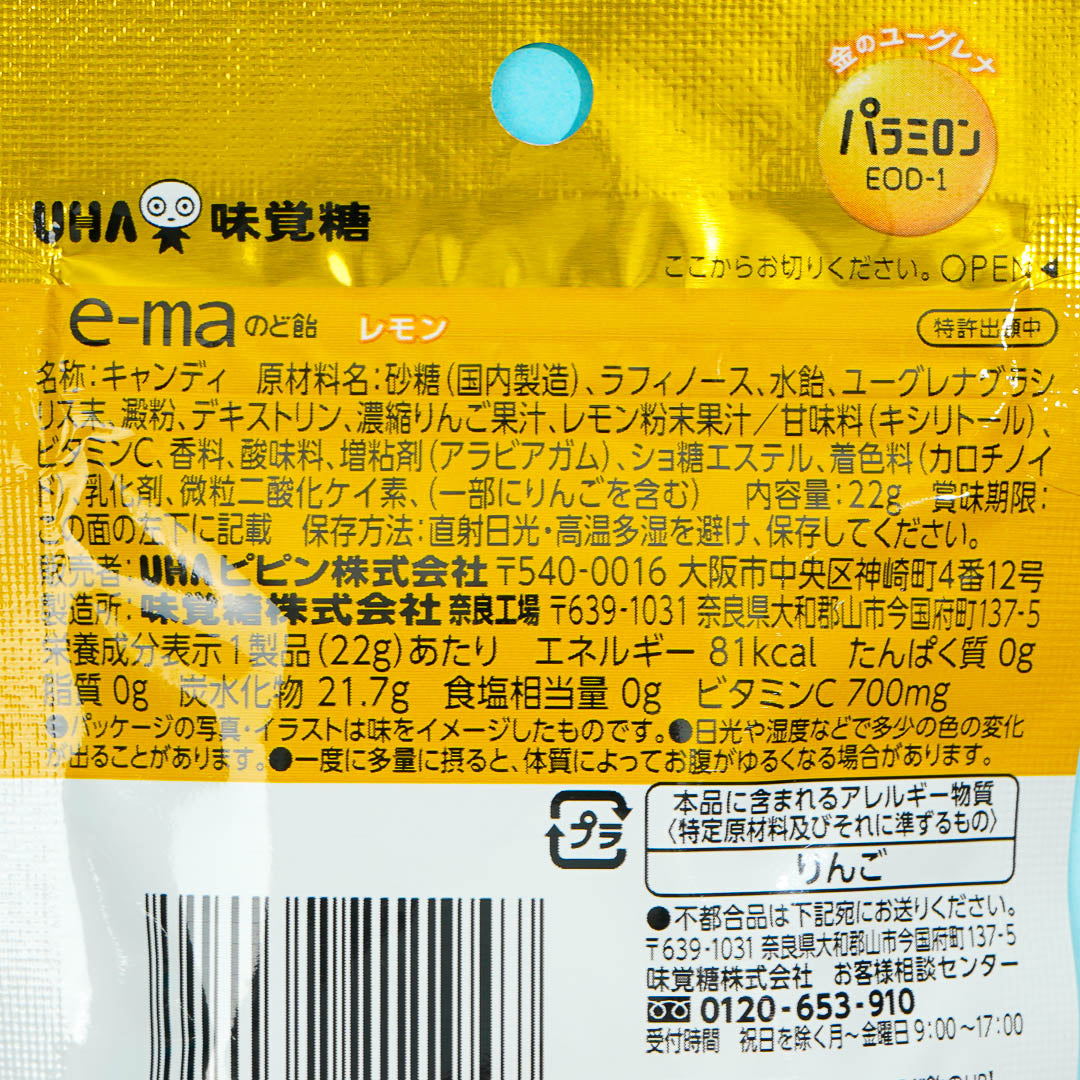 金のユーグレナ
パラミロン
EOD-1
UHA味覚糖
ここからお切りください。○OPEN
e-maのど飴 レモン 特許出願中
名称：キャンディ 原材料名：砂糖（国内製造）、ラフィノース、水飴、ユーグレナグラシ
リス末、澱粉、デキストリン、濃縮りんご果汁、レモン粉末果汁／甘味料（キシリトール）、
ビタミンC、香料、酸味料、増粘剤（アラビアガム）、ショ糖エステル、着色料（カロチノイ
ド）、乳化剤、微粒二酸化ケイ素、（一部にりんごを含む） 内容量：22g 賞味期限：
この面の左下に記載 保存方法：直射日光・高温多湿を避け、保存してください。
販売者：UHAピピン株式会社 〒540-0016 大阪市中央区神崎町4番12号
製造所：味覚糖株式会社 奈良工場 〒639-1031 奈良県大和郡山市今国府町137-5
栄養成分表示1製品（22g）あたり エネルギー 81kcal たんぱく質 0g
脂質 0g 炭水化物 21.7g 食塩相当量 0g ビタミンC 700mg
●パッケージの写真・イラストは味をイメージしたものです。●日光や湿度などで多少の色の変化
が出ることがあります。●一度に多量に摂ると、体質によってお腹がゆるくなる場合があります。
プラ
本品に含まれるアレルギー物質
〈特定原材料及びそれに準ずるもの〉
りんご
●不都合品は下記宛にお送りください。
〒639-1031 奈良県大和郡山市今国府町137-5
味覚糖株式会社 お客様相談センター
0120-653-910
受付時間 祝日を除く月～金曜日 9:00～17:00